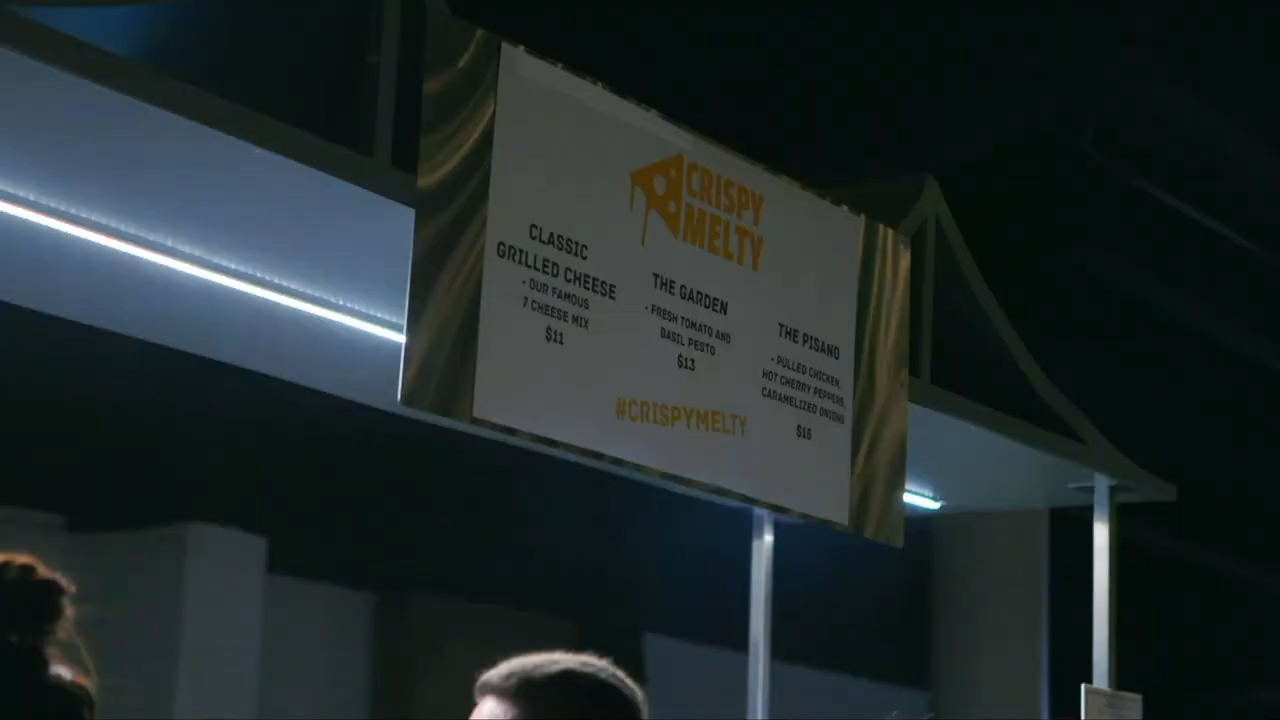 CRISPY
MELTY
CLASSIC
GRILLED CHEESE
- OUR FAMOUS
7 CHEESE MIX
$11
THE GARDEN
- FRESH TOMATO AND
BASIL PESTO
$13
THE PISANO
- PULLED CHICKEN,
HOT CHERRY PEPPERS,
CARAMELIZED ONIONS
$15
#CRISPYMELTY